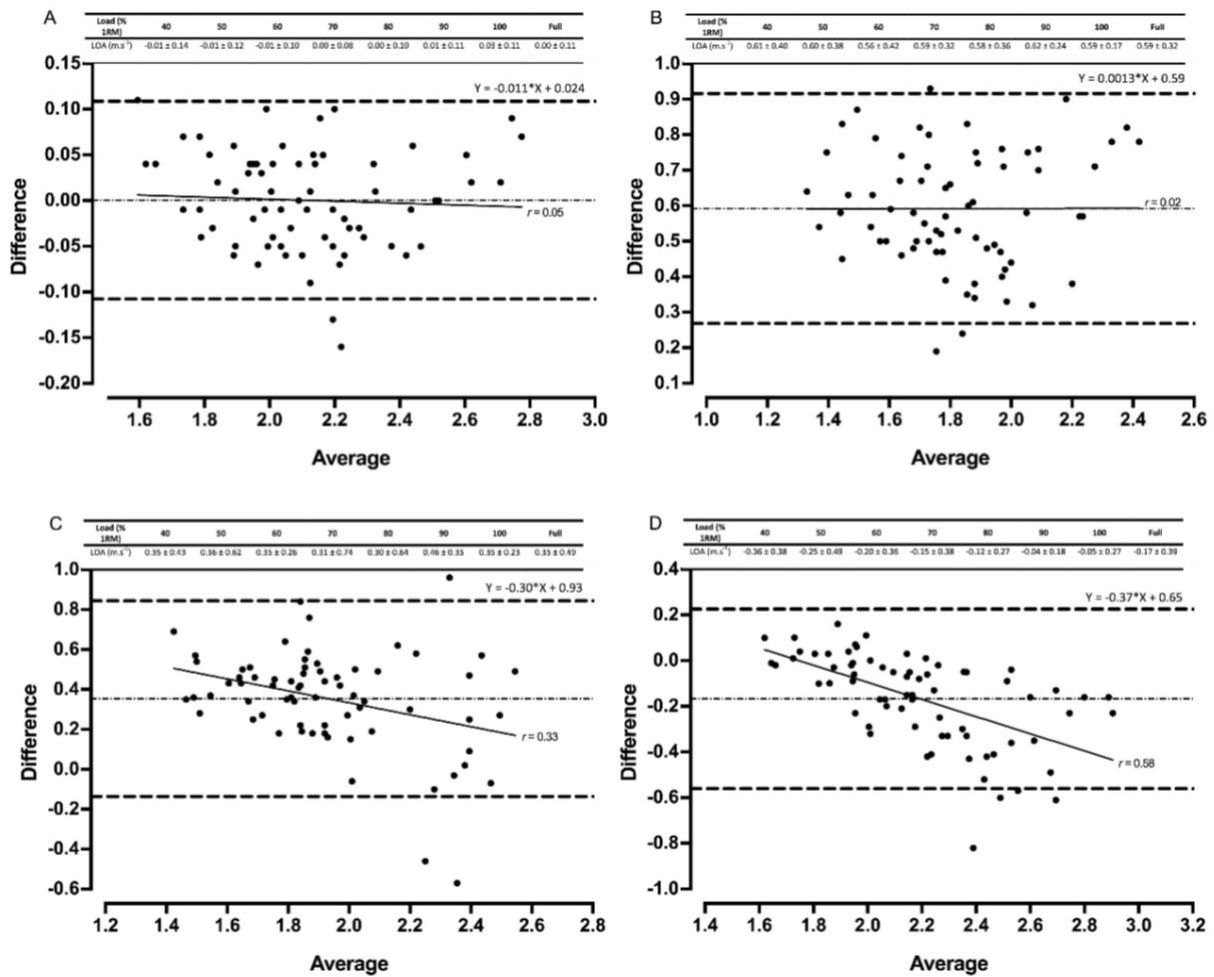 A
Load (% 1RM) 40 50 60 70 80 90 100 Full
LOA (m.s⁻¹) -0.01 ± 0.14 -0.01 ± 0.12 -0.01 ± 0.10 0.00 ± 0.08 0.00 ± 0.10 0.01 ± 0.11 0.03 ± 0.11 0.00 ± 0.11
Y = -0.011*X + 0.024
0.15
0.10
0.05
0.00
-0.05
-0.10
-0.15
-0.20
Difference
r = 0.05
1.6 1.8 2.0 2.2 2.4 2.6 2.8 3.0
Average
B
Load (% 1RM) 40 50 60 70 80 90 100 Full
LOA (m.s⁻¹) 0.61 ± 0.40 0.60 ± 0.38 0.56 ± 0.42 0.59 ± 0.32 0.58 ± 0.36 0.62 ± 0.24 0.59 ± 0.17 0.59 ± 0.32
Y = 0.0013*X + 0.59
1.0
0.9
0.8
0.7
0.6
0.5
0.4
0.3
0.2
0.1
Difference
r = 0.02
1.0 1.2 1.4 1.6 1.8 2.0 2.2 2.4 2.6
Average
C
Load (% 1RM) 40 50 60 70 80 90 100 Full
LOA (m.s⁻¹) 0.35 ± 0.43 0.36 ± 0.62 0.35 ± 0.26 0.31 ± 0.74 0.30 ± 0.64 0.46 ± 0.35 0.35 ± 0.23 0.35 ± 0.49
Y = -0.30*X + 0.93
1.0
0.8
0.6
0.4
0.2
0.0
-0.2
-0.4
-0.6
Difference
r = 0.33
1.2 1.4 1.6 1.8 2.0 2.2 2.4 2.6 2.8
Average
D
Load (% 1RM) 40 50 60 70 80 90 100 Full
LOA (m.s⁻¹) -0.36 ± 0.38 -0.25 ± 0.49 -0.20 ± 0.36 -0.15 ± 0.38 -0.12 ± 0.27 -0.04 ± 0.18 -0.05 ± 0.27 -0.17 ± 0.39
Y = -0.37*X + 0.65
0.4
0.2
0.0
-0.2
-0.4
-0.6
-0.8
-1.0
Difference
r = 0.58
1.4 1.6 1.8 2.0 2.2 2.4 2.6 2.8 3.0 3.2
Average